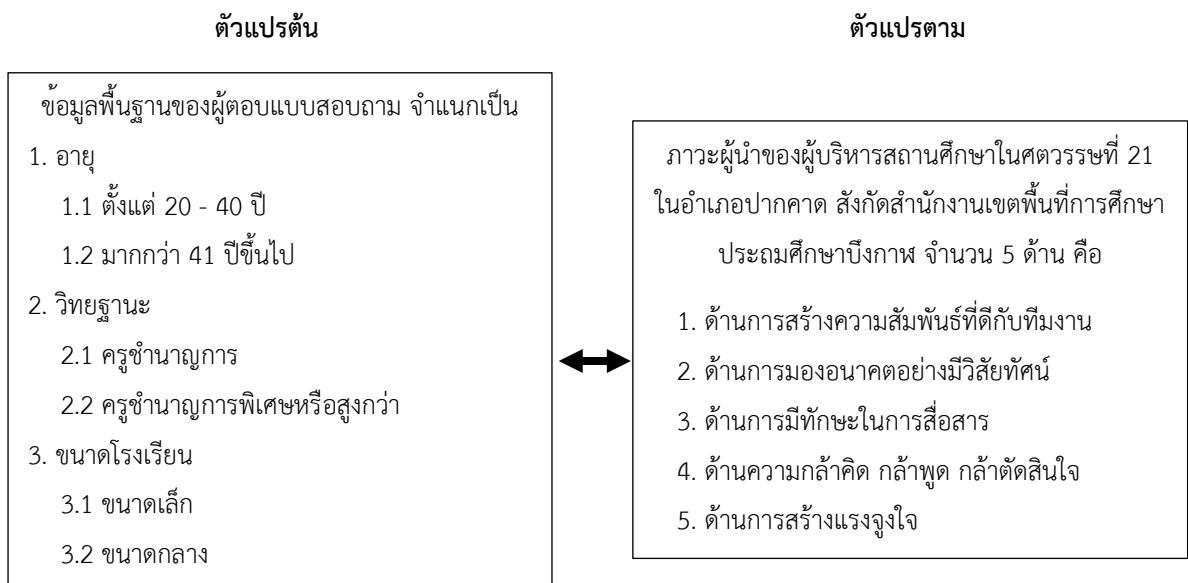 ตัวแปรต้น
ตัวแปรตาม
ข้อมูลพื้นฐานของผู้ตอบแบบสอบถาม จำแนกเป็น
1. อายุ
1.1 ตั้งแต่ 20 - 40 ปี
1.2 มากกว่า 41 ปีขึ้นไป
2. วิทยฐานะ
2.1 ครูชำนาญการ
2.2 ครูชำนาญการพิเศษหรือสูงกว่า
3. ขนาดโรงเรียน
3.1 ขนาดเล็ก
3.2 ขนาดกลาง
ภาวะผู้นำของผู้บริหารสถานศึกษาในศตวรรษที่ 21
ในอำเภอปากคาด สังกัดสำนักงานเขตพื้นที่การศึกษา
ประถมศึกษาบึงกาฬ จำนวน 5 ด้าน คือ
1. ด้านการสร้างความสัมพันธ์ที่ดีกับทีมงาน
2. ด้านการมองอนาคตอย่างมีวิสัยทัศน์
3. ด้านการมีทักษะในการสื่อสาร
4. ด้านความกล้าคิด กล้าพูด กล้าตัดสินใจ
5. ด้านการสร้างแรงจูงใจ